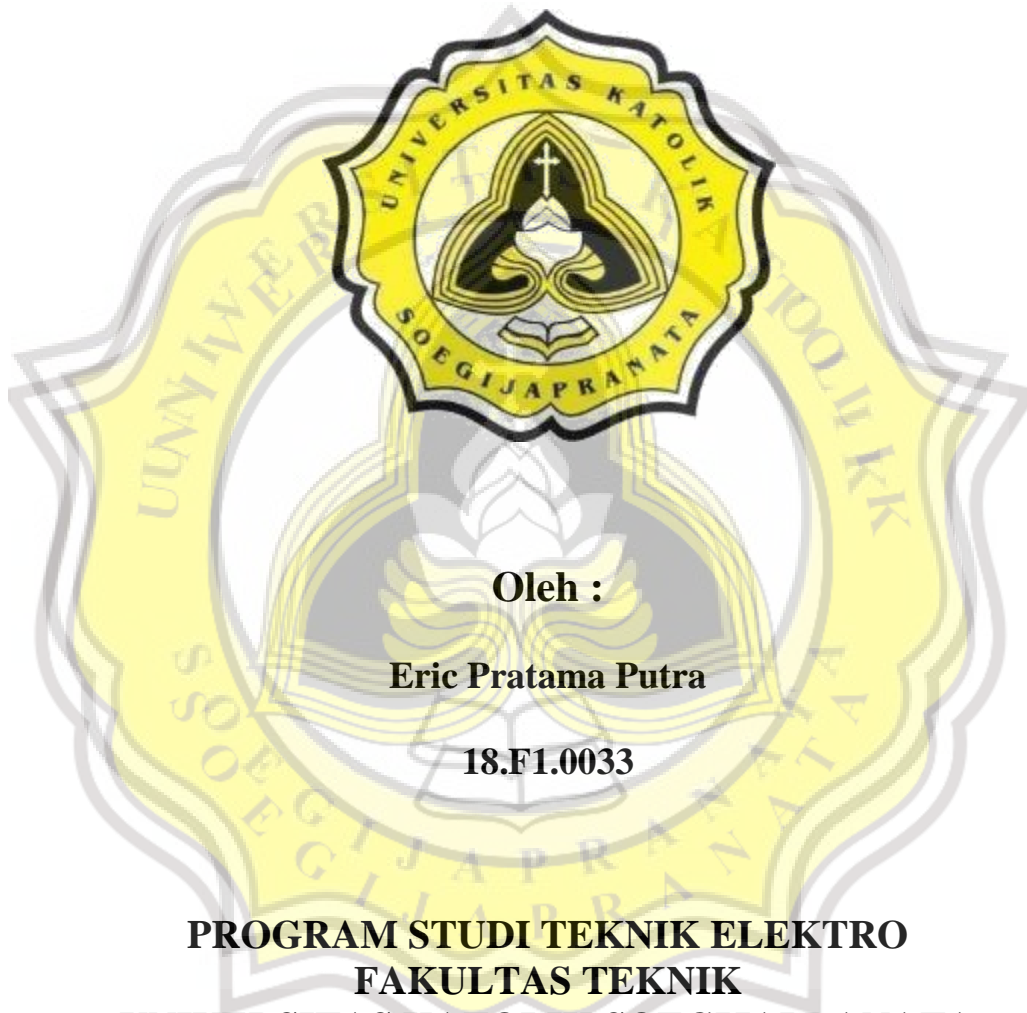 UNIVERSITAS KATOLIK
SOEGIJAPRANATA
Oleh :
Eric Pratama Putra
18.F1.0033
PROGRAM STUDI TEKNIK ELEKTRO
FAKULTAS TEKNIK